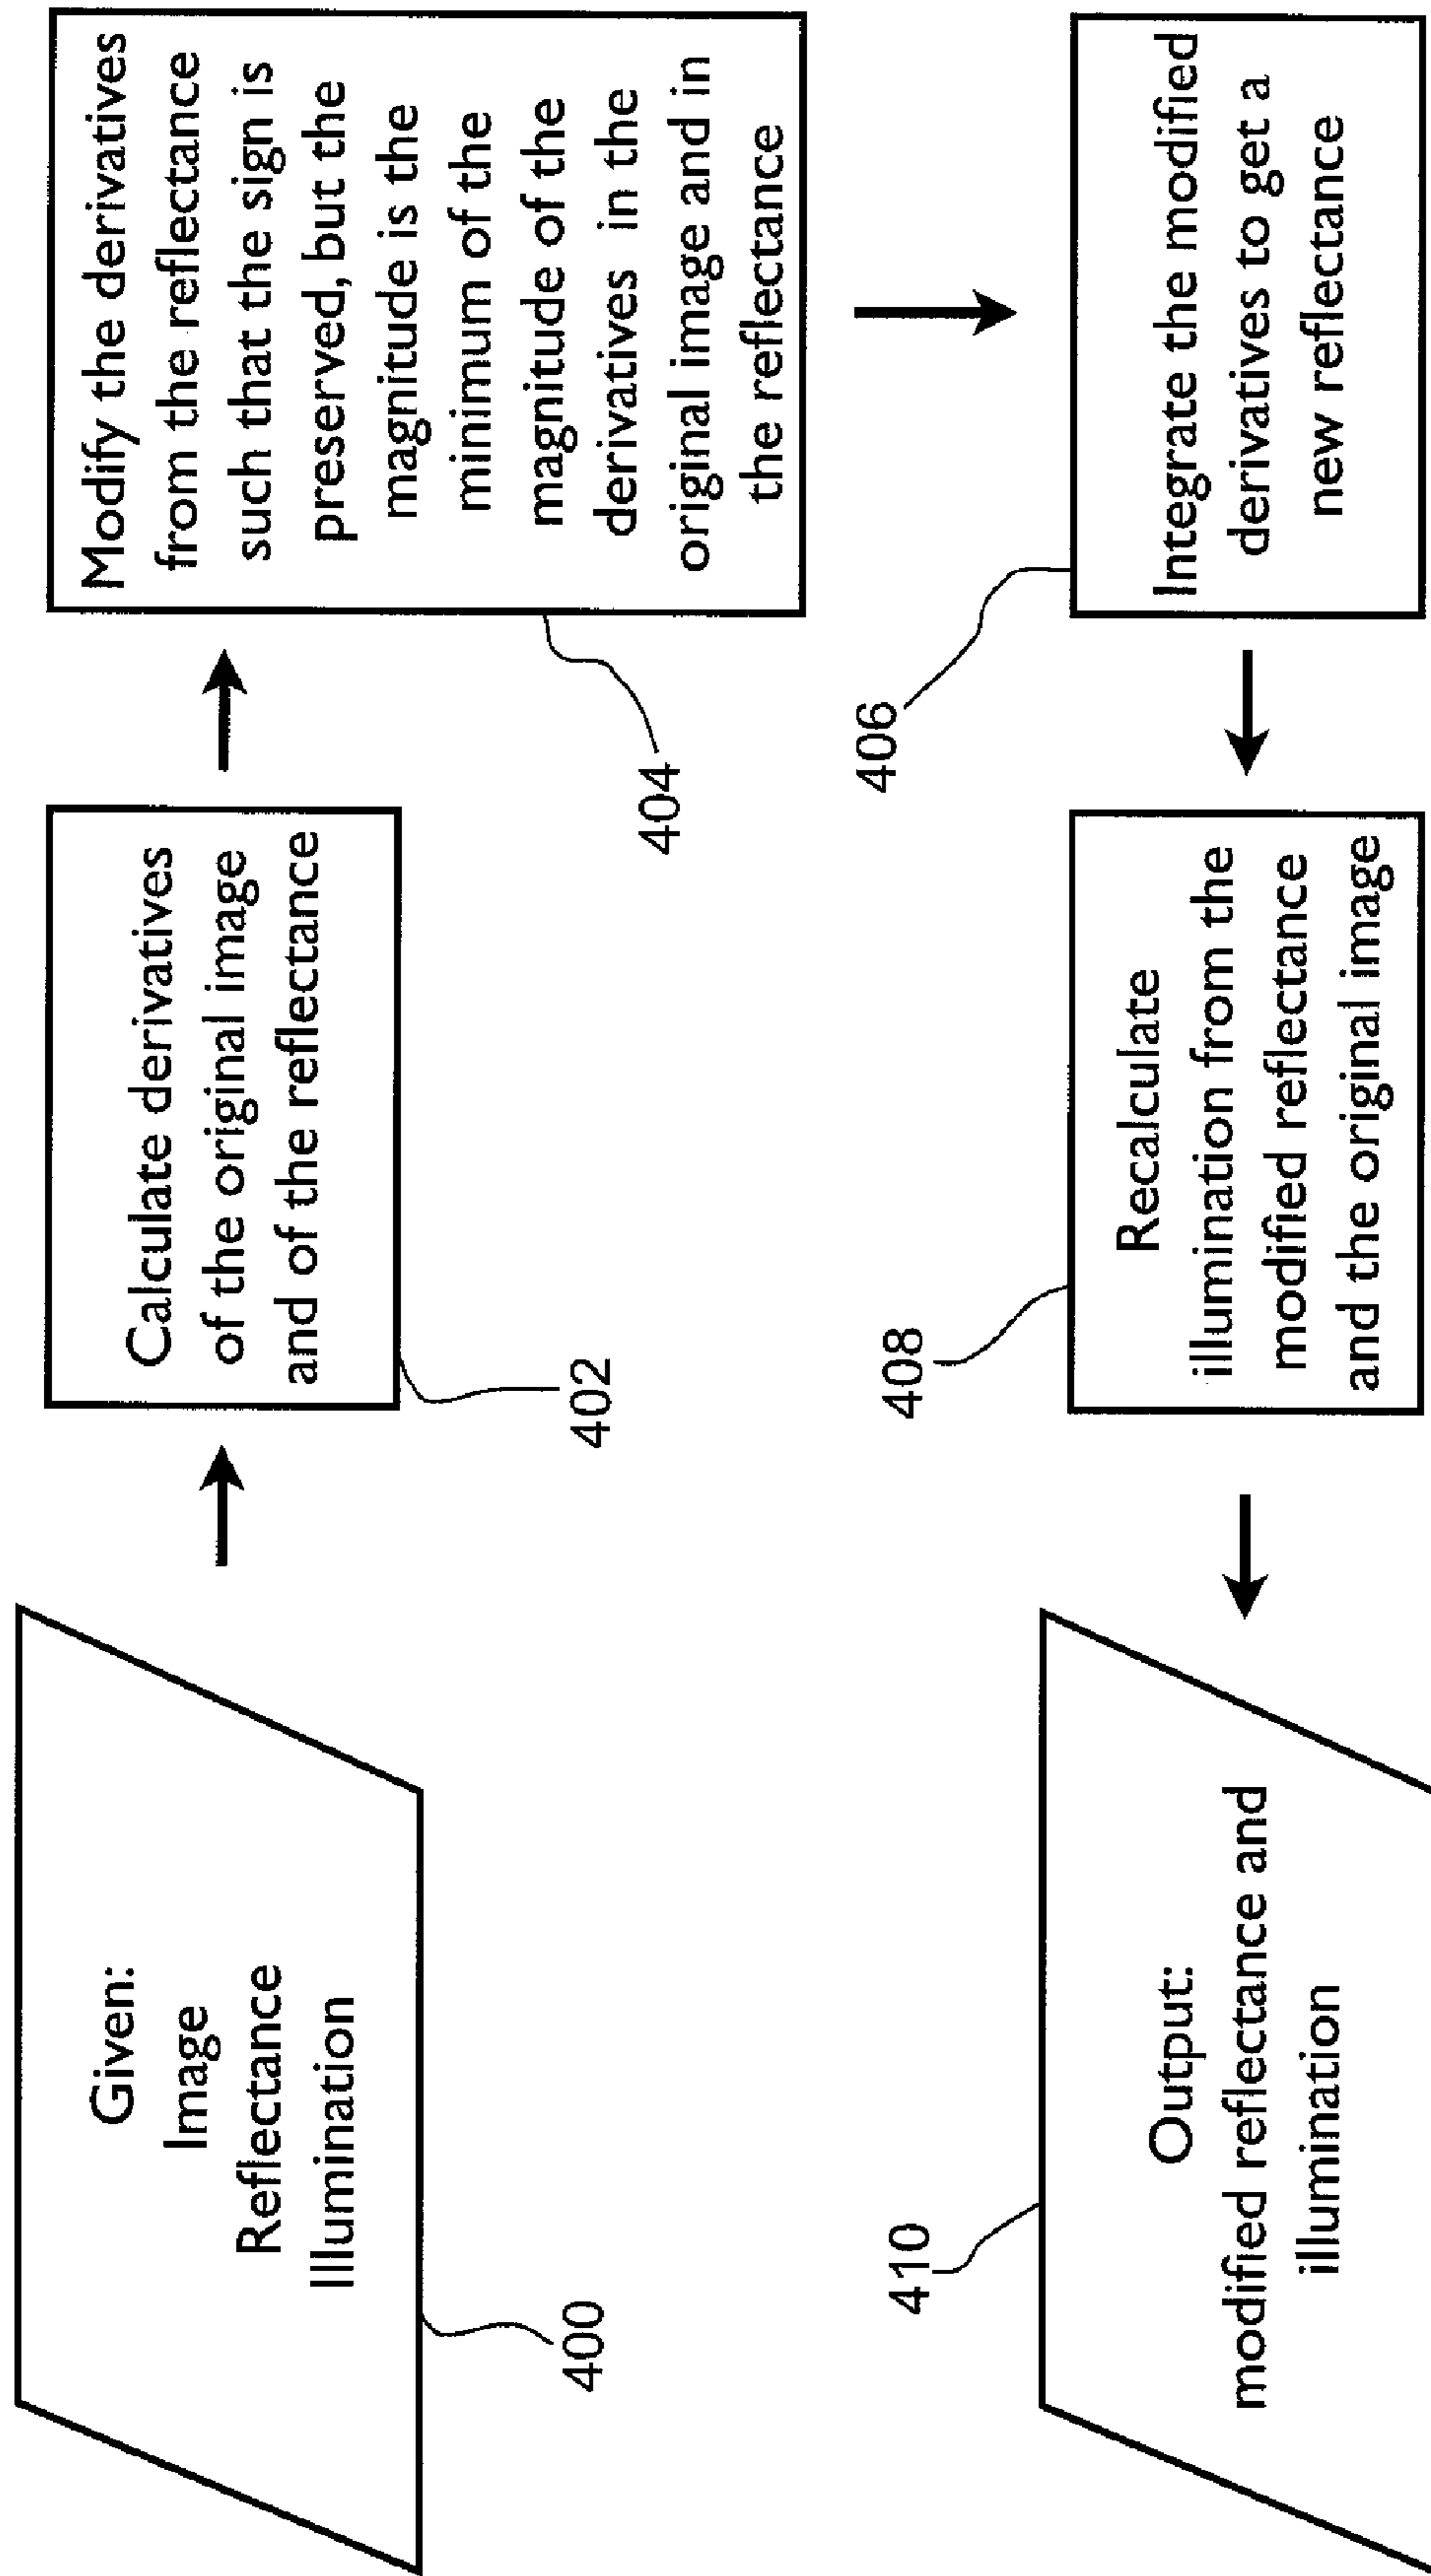 Given:
Image
Reflectance
Illumination
400
Calculate derivatives
of the original image
and of the reflectance
402
Modify the derivatives
from the reflectance
such that the sign is
preserved, but the
magnitude is the
minimum of the
magnitude of the
derivatives in the
original image and in
the reflectance
404
406
Integrate the modified
derivatives to get a
new reflectance
408
Recalculate
illumination from the
modified reflectance
and the original image
410
Output:
modified reflectance and
illumination